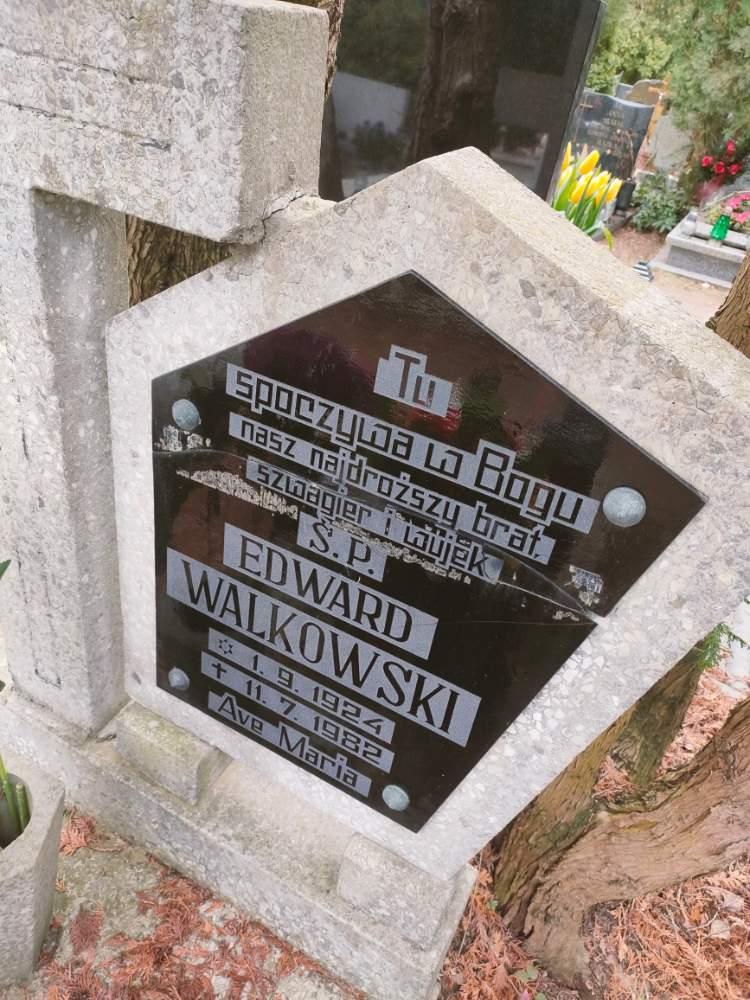 Tu
spoczywa w Bogu
nasz najdroższy brat,
szwagier i wujek
Ś.P.
EDWARD
WALKOWSKI
✡ 1.9.1924
✝ 11.7.1982
Ave Maria